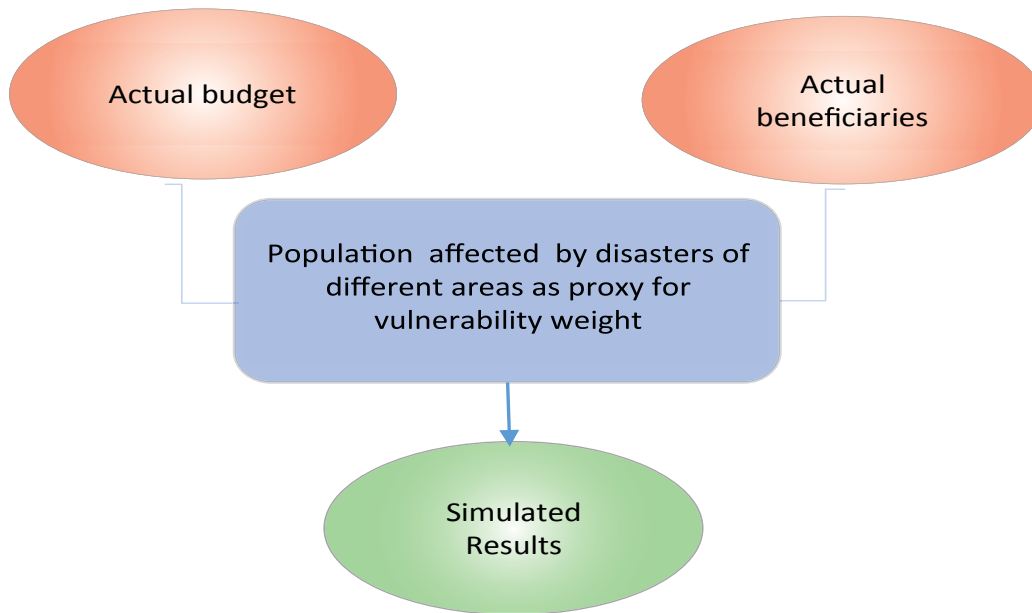 Actual budget
Actual
beneficiaries
Population  affected  by disasters of
different areas as proxy for
vulnerability weight
Simulated
Results